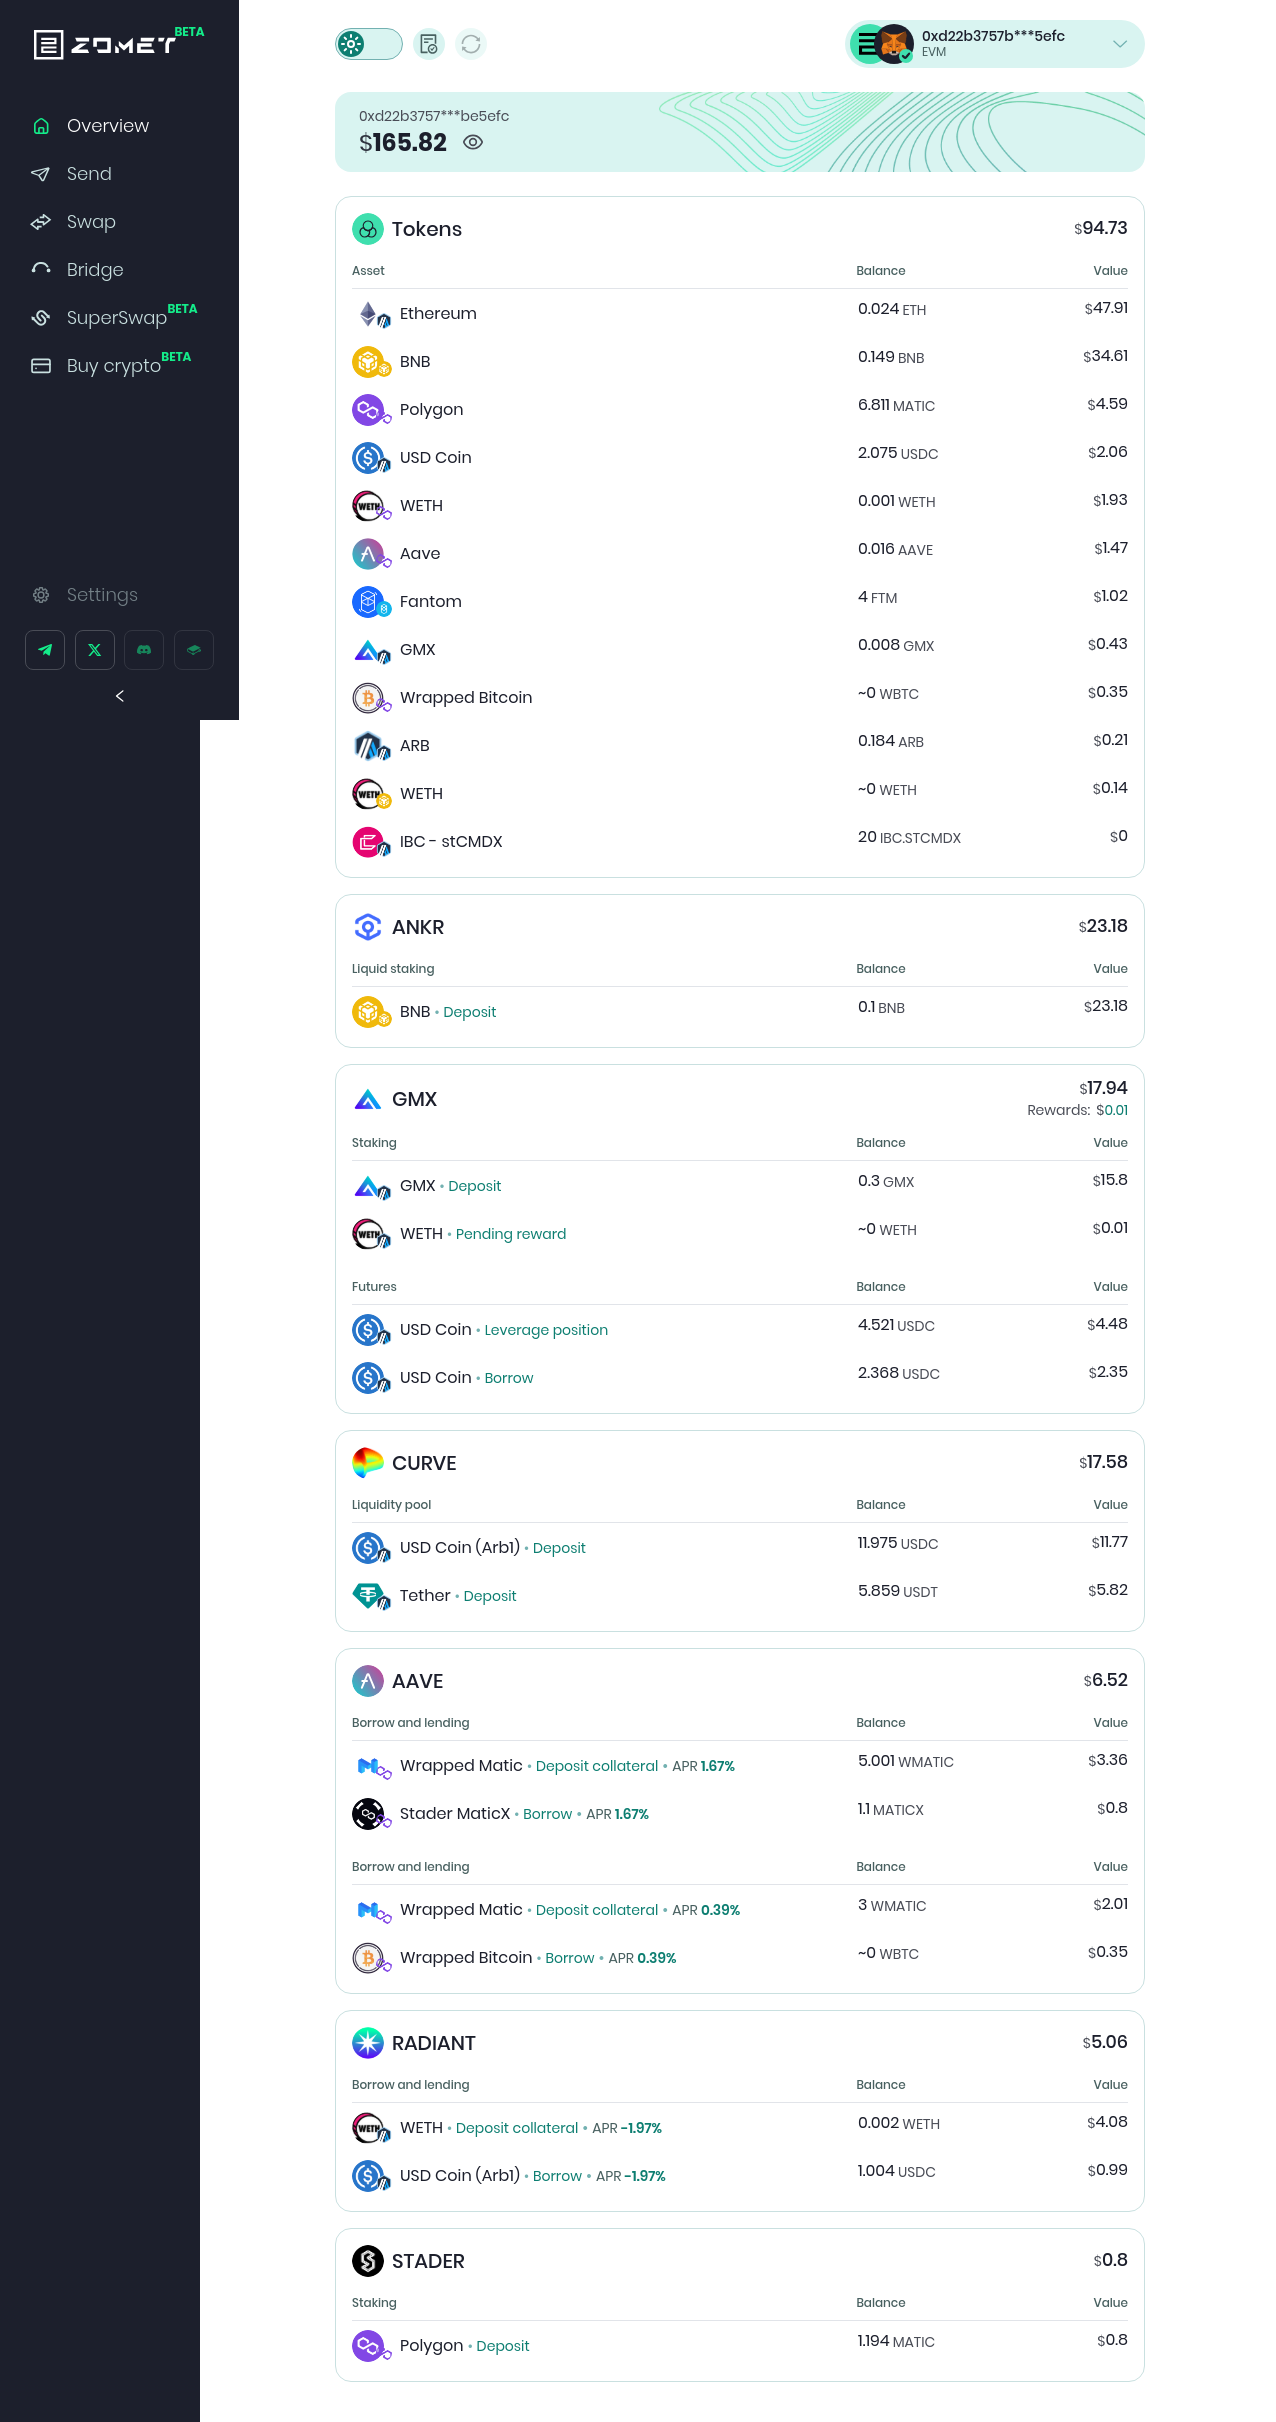 ZOMET BETA
Overview
Send
Swap
Bridge
SuperSwap BETA
Buy crypto BETA
Settings
0xd22b3757b***5efc
EVM
0xd22b3757***be5efc
$165.82
Tokens $94.73
Asset Balance Value
Ethereum 0.024 ETH $47.91
BNB 0.149 BNB $34.61
Polygon 6.811 MATIC $4.59
USD Coin 2.075 USDC $2.06
WETH 0.001 WETH $1.93
Aave 0.016 AAVE $1.47
Fantom 4 FTM $1.02
GMX 0.008 GMX $0.43
Wrapped Bitcoin ~0 WBTC $0.35
ARB 0.184 ARB $0.21
WETH ~0 WETH $0.14
IBC - stCMDX 20 IBC.STCMDX $0
ANKR $23.18
Liquid staking Balance Value
BNB • Deposit 0.1 BNB $23.18
GMX $17.94
Rewards: $0.01
Staking Balance Value
GMX • Deposit 0.3 GMX $15.8
WETH • Pending reward ~0 WETH $0.01
Futures Balance Value
USD Coin • Leverage position 4.521 USDC $4.48
USD Coin • Borrow 2.368 USDC $2.35
CURVE $17.58
Liquidity pool Balance Value
USD Coin (Arb1) • Deposit 11.975 USDC $11.77
Tether • Deposit 5.859 USDT $5.82
AAVE $6.52
Borrow and lending Balance Value
Wrapped Matic • Deposit collateral • APR 1.67% 5.001 WMATIC $3.36
Stader MaticX • Borrow • APR 1.67% 1.1 MATICX $0.8
Borrow and lending Balance Value
Wrapped Matic • Deposit collateral • APR 0.39% 3 WMATIC $2.01
Wrapped Bitcoin • Borrow • APR 0.39% ~0 WBTC $0.35
RADIANT $5.06
Borrow and lending Balance Value
WETH • Deposit collateral • APR -1.97% 0.002 WETH $4.08
USD Coin (Arb1) • Borrow • APR -1.97% 1.004 USDC $0.99
STADER $0.8
Staking Balance Value
Polygon • Deposit 1.194 MATIC $0.8